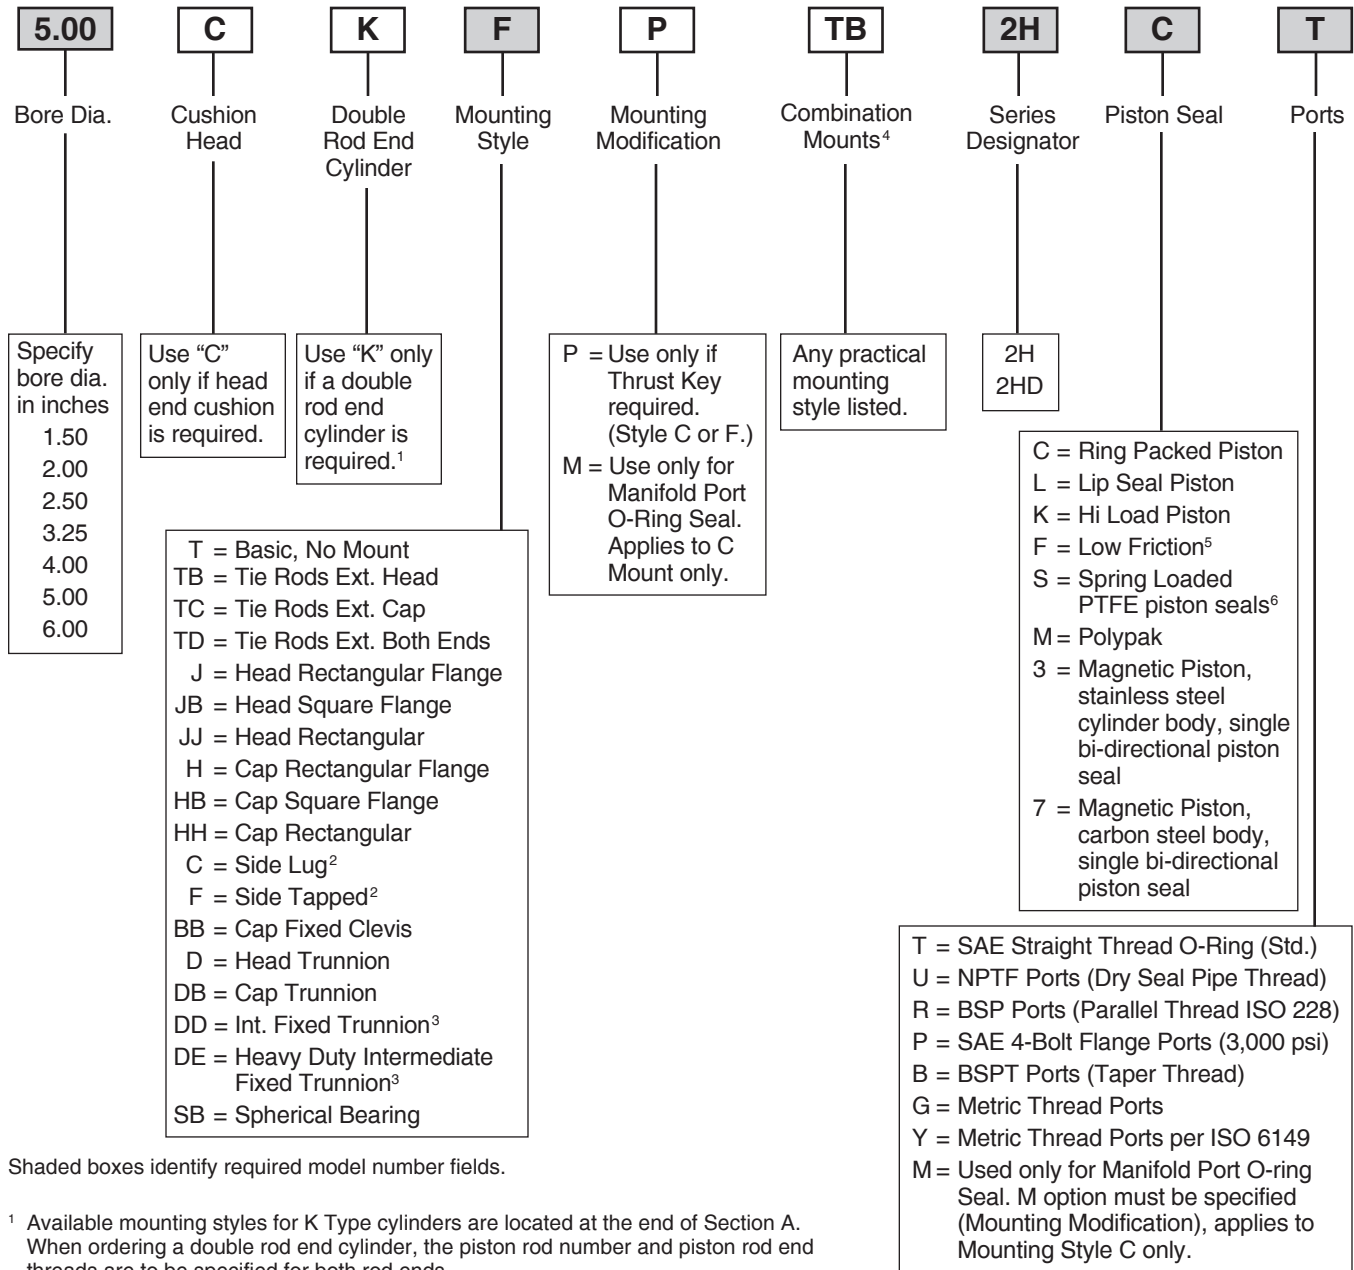 5.00 C K F P TB 2H C T
Bore Dia.
Cushion
Head
Double
Rod End
Cylinder
Mounting
Style
Mounting
Modification
Combination
Mounts⁴
Series
Designator
Piston Seal
Ports
Specify
bore dia.
in inches
1.50
2.00
2.50
3.25
4.00
5.00
6.00
Use “C”
only if head
end cushion
is required.
Use “K” only
if a double
rod end
cylinder is
required.¹
T = Basic, No Mount
TB = Tie Rods Ext. Head
TC = Tie Rods Ext. Cap
TD = Tie Rods Ext. Both Ends
J = Head Rectangular Flange
JB = Head Square Flange
JJ = Head Rectangular
H = Cap Rectangular Flange
HB = Cap Square Flange
HH = Cap Rectangular
C = Side Lug²
F = Side Tapped²
BB = Cap Fixed Clevis
D = Head Trunnion
DB = Cap Trunnion
DD = Int. Fixed Trunnion³
DE = Heavy Duty Intermediate
Fixed Trunnion³
SB = Spherical Bearing
P = Use only if
Thrust Key
required.
(Style C or F.)
M = Use only for
Manifold Port
O-Ring Seal.
Applies to C
Mount only.
Any practical
mounting
style listed.
2H
2HD
C = Ring Packed Piston
L = Lip Seal Piston
K = Hi Load Piston
F = Low Friction⁵
S = Spring Loaded
PTFE piston seals⁶
M = Polypak
3 = Magnetic Piston,
stainless steel
cylinder body, single
bi-directional piston
seal
7 = Magnetic Piston,
carbon steel body,
single bi-directional
piston seal
T = SAE Straight Thread O-Ring (Std.)
U = NPTF Ports (Dry Seal Pipe Thread)
R = BSP Ports (Parallel Thread ISO 228)
P = SAE 4-Bolt Flange Ports (3,000 psi)
B = BSPT Ports (Taper Thread)
G = Metric Thread Ports
Y = Metric Thread Ports per ISO 6149
M = Used only for Manifold Port O-ring
Seal. M option must be specified
(Mounting Modification), applies to
Mounting Style C only.
Shaded boxes identify required model number fields.
¹ Available mounting styles for K Type cylinders are located at the end of Section A.
When ordering a double rod end cylinder, the piston rod number and piston rod end
threads are to be specified for both rod ends.